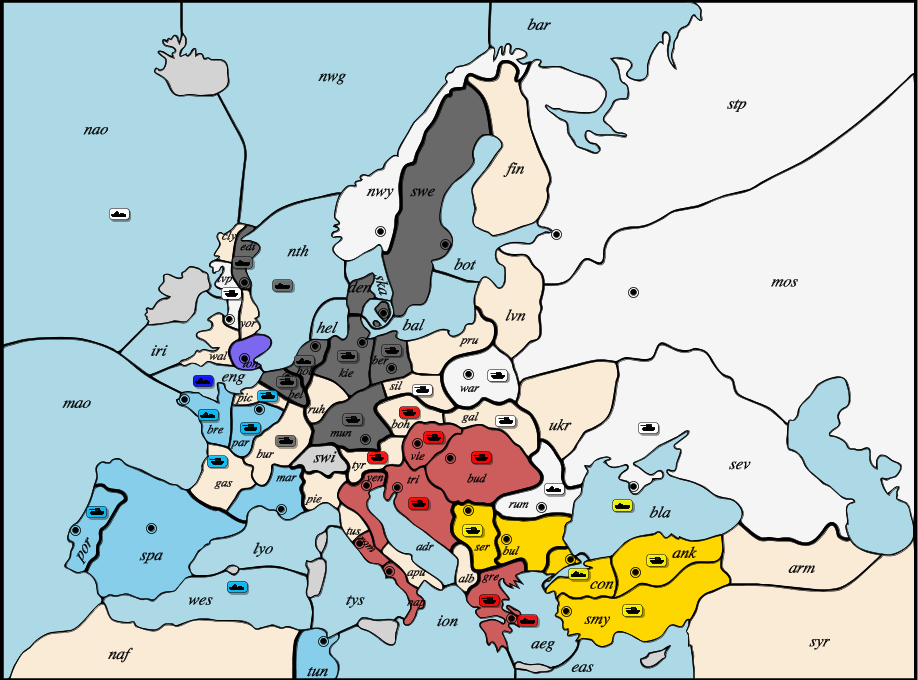 bar
nwg
stp
nao
fin
nwy
swe
cly
edi
nth
bot
mos
lvp
den
ska
lvn
yor
hel
bal
iri
wal
pru
lon
eng
hol
kie
ber
mao
bel
sil
war
pic
ruh
gal
ukr
bre
par
mun
boh
bur
vie
swi
tyr
sev
gas
mar
ven
tri
bud
rum
pie
bla
por
spa
lyo
tus
rom
adr
ser
bul
ank
arm
apu
alb
gre
con
wes
tys
nap
ion
smy
aeg
syr
naf
tun
eas